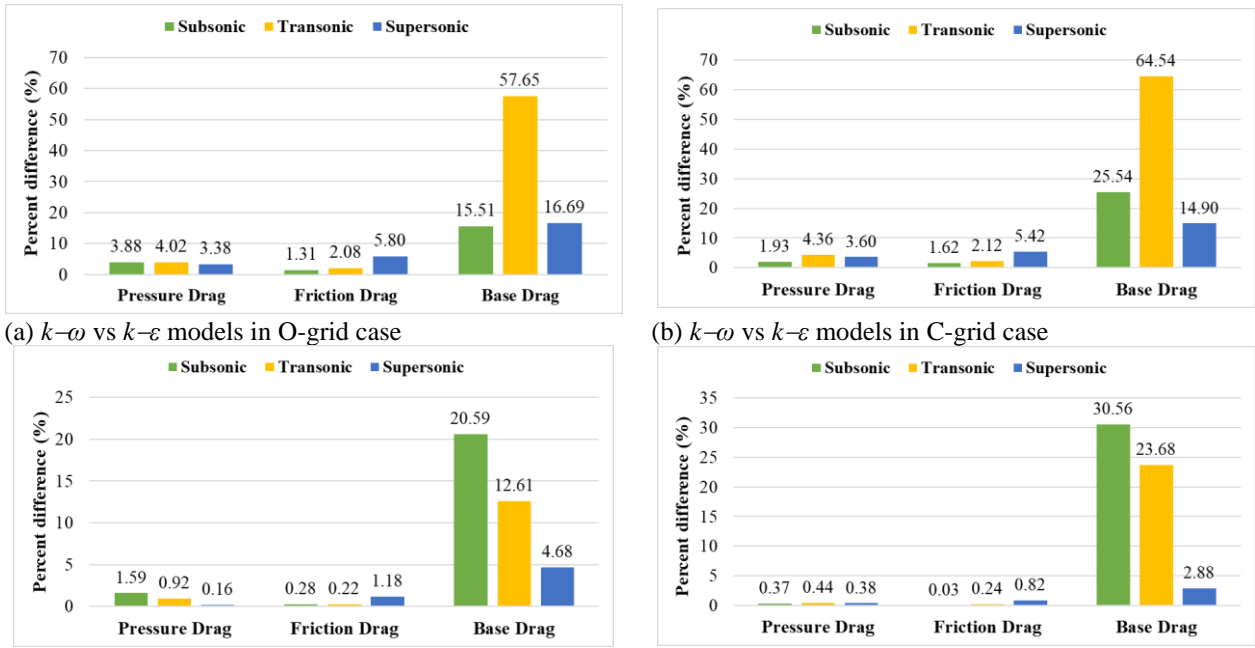 Subsonic Transonic Supersonic
Percent difference (%)
70
60
50
40
30
20
10
0
3.88 4.02 3.38
1.31 2.08 5.80
15.51 57.65 16.69
Pressure Drag Friction Drag Base Drag
(a) k–ω vs k–ε models in O-grid case
Subsonic Transonic Supersonic
Percent difference (%)
70
60
50
40
30
20
10
0
1.93 4.36 3.60
1.62 2.12 5.42
25.54 64.54 14.90
Pressure Drag Friction Drag Base Drag
(b) k–ω vs k–ε models in C-grid case
Subsonic Transonic Supersonic
Percent difference (%)
25
20
15
10
5
0
1.59 0.92 0.16
0.28 0.22 1.18
20.59 12.61 4.68
Pressure Drag Friction Drag Base Drag
Subsonic Transonic Supersonic
Percent difference (%)
35
30
25
20
15
10
5
0
0.37 0.44 0.38
0.03 0.24 0.82
30.56 23.68 2.88
Pressure Drag Friction Drag Base Drag